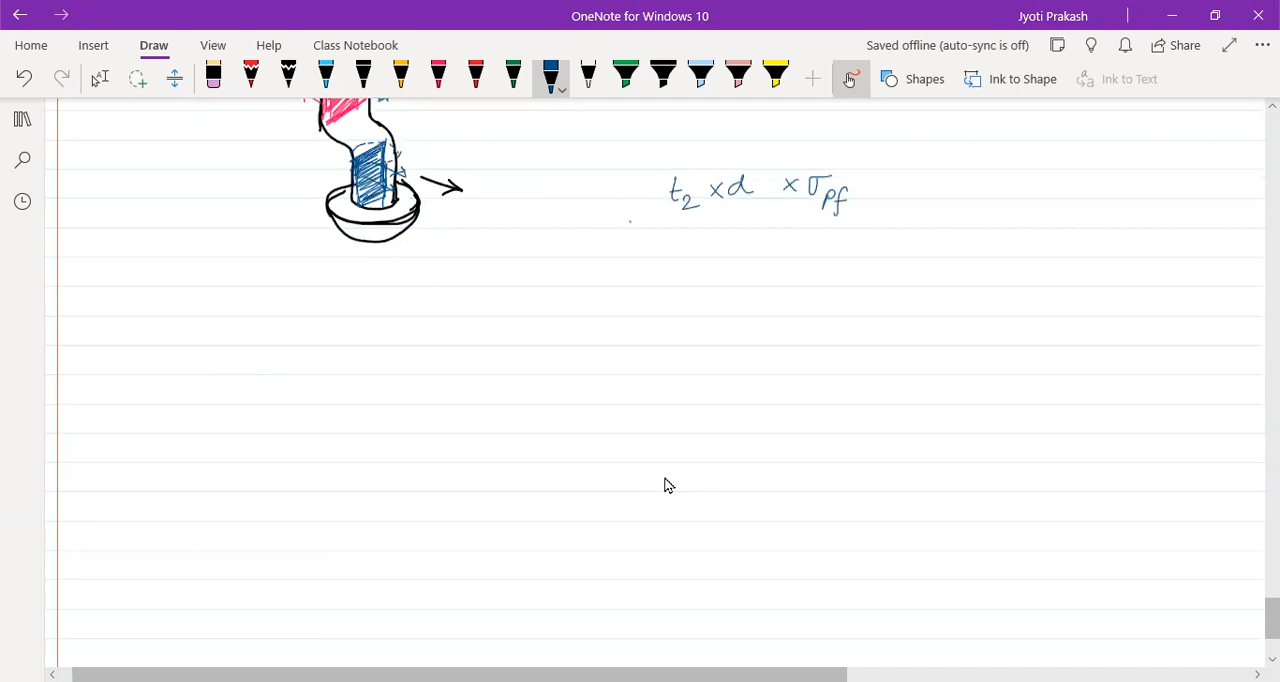 OneNote for Windows 10
Jyoti Prakash
Home Insert Draw View Help Class Notebook
Saved offline (auto-sync is off) Share
Shapes Ink to Shape Ink to Text
t₂ × d × σ_pf